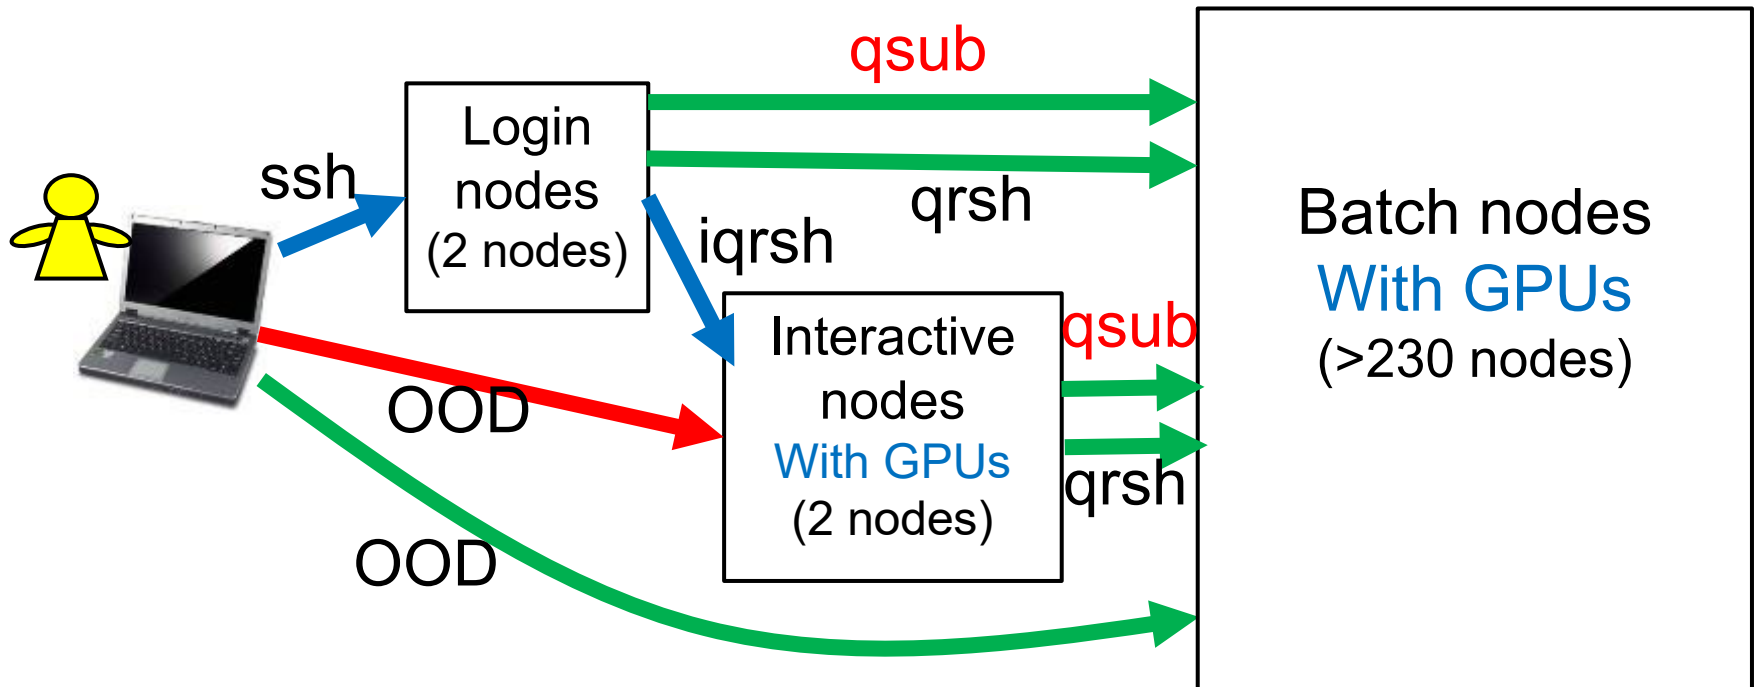 qsub
Login
nodes
(2 nodes)
ssh
qrsh
iqrsh
Batch nodes
With GPUs
(>230 nodes)
Interactive
nodes
With GPUs
(2 nodes)
qsub
qrsh
OOD
OOD